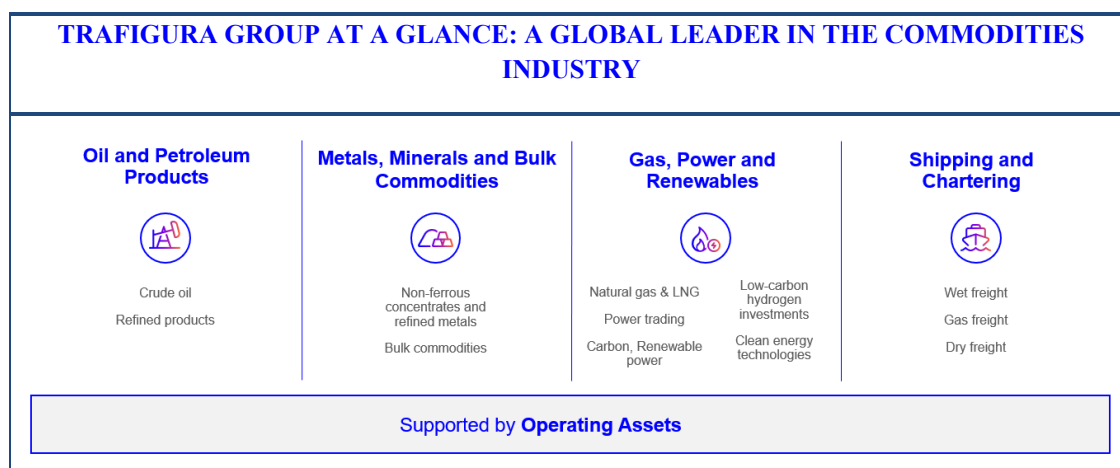 TRAFIGURA GROUP AT A GLANCE: A GLOBAL LEADER IN THE COMMODITIES
INDUSTRY
Oil and Petroleum
Products
Crude oil
Refined products
Metals, Minerals and Bulk
Commodities
Non-ferrous
concentrates and
refined metals
Bulk commodities
Gas, Power and
Renewables
Natural gas & LNG
Power trading
Carbon, Renewable
power
Low-carbon
hydrogen
investments
Clean energy
technologies
Shipping and
Chartering
Wet freight
Gas freight
Dry freight
Supported by Operating Assets